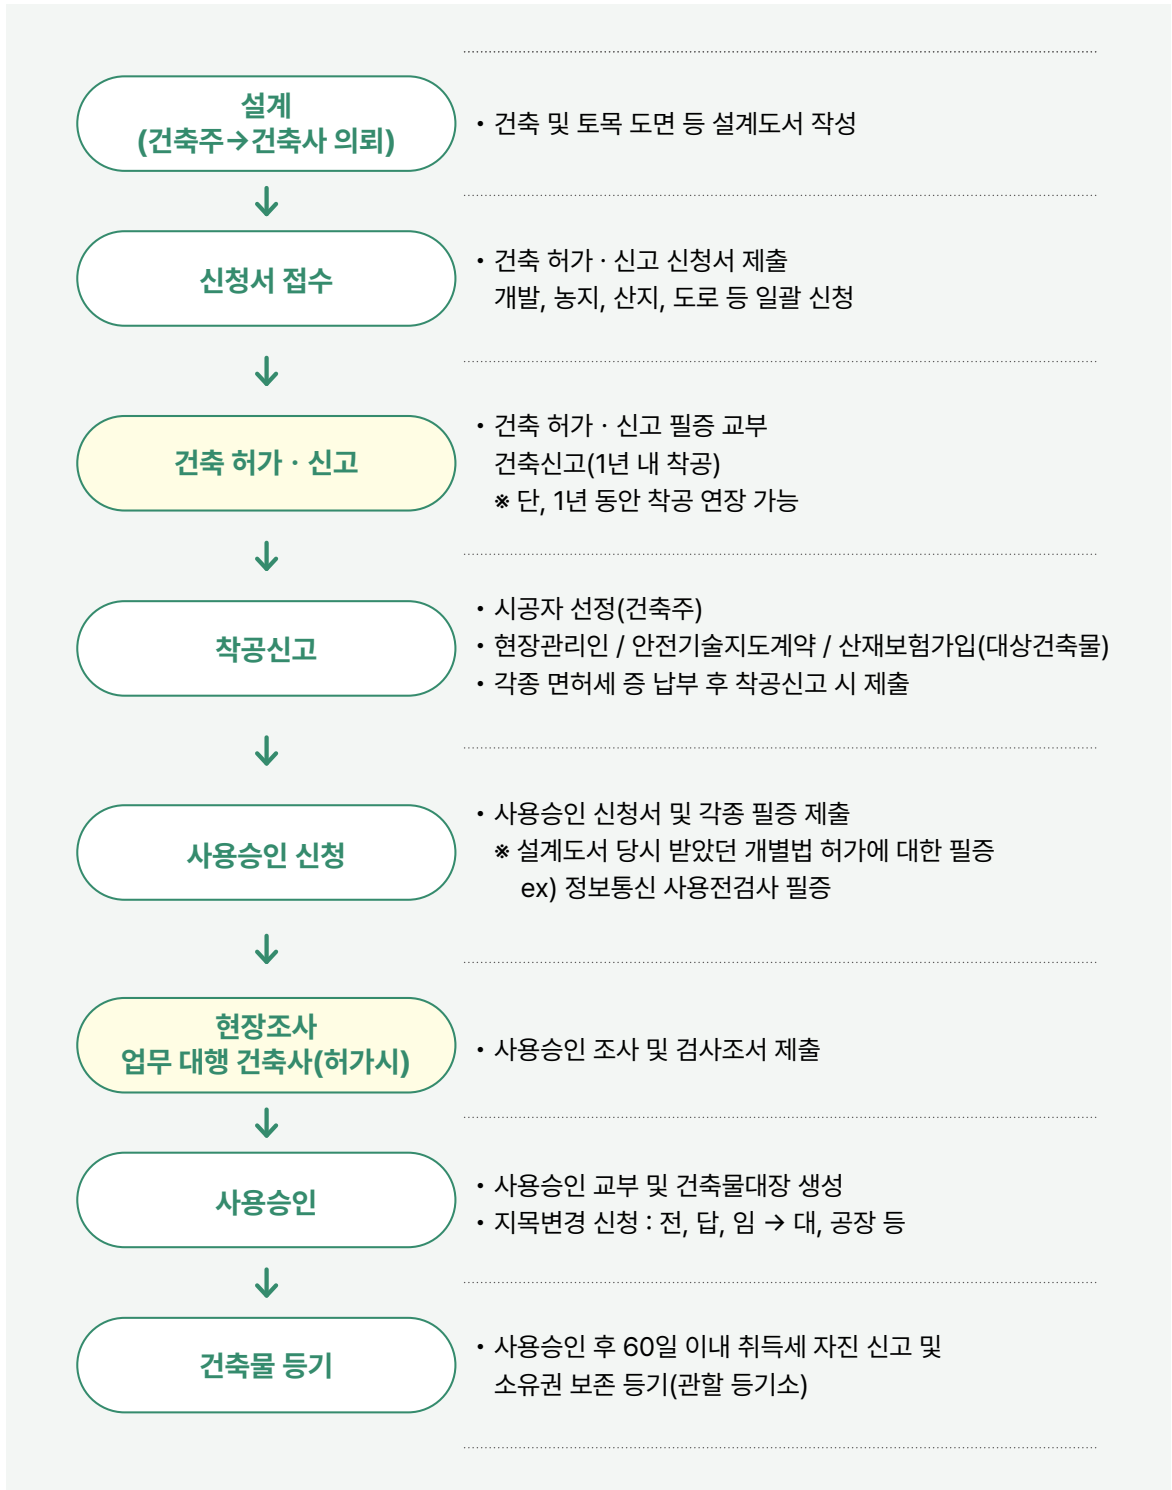 설계
(건축주→건축사 의뢰)
• 건축 및 토목 도면 등 설계도서 작성
신청서 접수
• 건축 허가 · 신고 신청서 제출
개발, 농지, 산지, 도로 등 일괄 신청
건축 허가 · 신고
• 건축 허가 · 신고 필증 교부
건축신고(1년 내 착공)
※ 단, 1년 동안 착공 연장 가능
착공신고
• 시공자 선정(건축주)
• 현장관리인 / 안전기술지도계약 / 산재보험가입(대상건축물)
• 각종 면허세 증 납부 후 착공신고 시 제출
사용승인 신청
• 사용승인 신청서 및 각종 필증 제출
※ 설계도서 당시 받았던 개별법 허가에 대한 필증
ex) 정보통신 사용전검사 필증
현장조사
업무 대행 건축사(허가시)
• 사용승인 조사 및 검사조서 제출
사용승인
• 사용승인 교부 및 건축물대장 생성
• 지목변경 신청 : 전, 답, 임 → 대, 공장 등
건축물 등기
• 사용승인 후 60일 이내 취득세 자진 신고 및
소유권 보존 등기(관할 등기소)